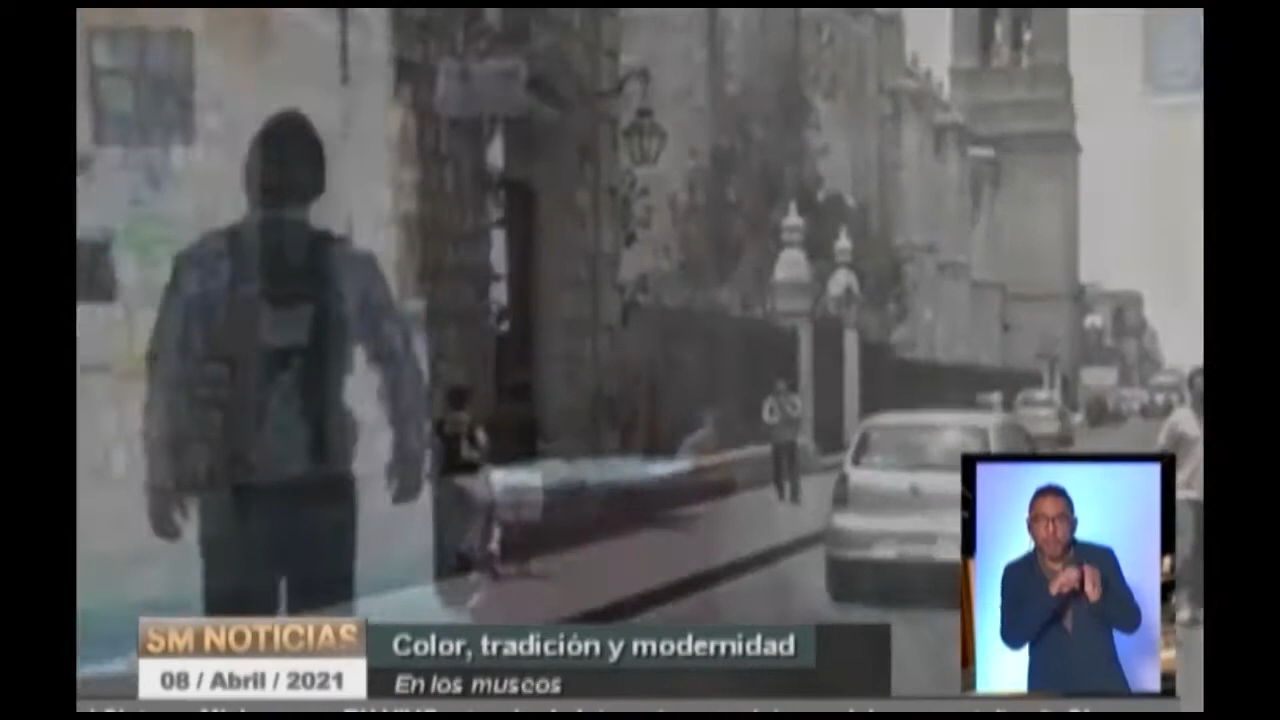 SM NOTICIAS
08 / Abril / 2021
Color, tradición y modernidad
En los museos